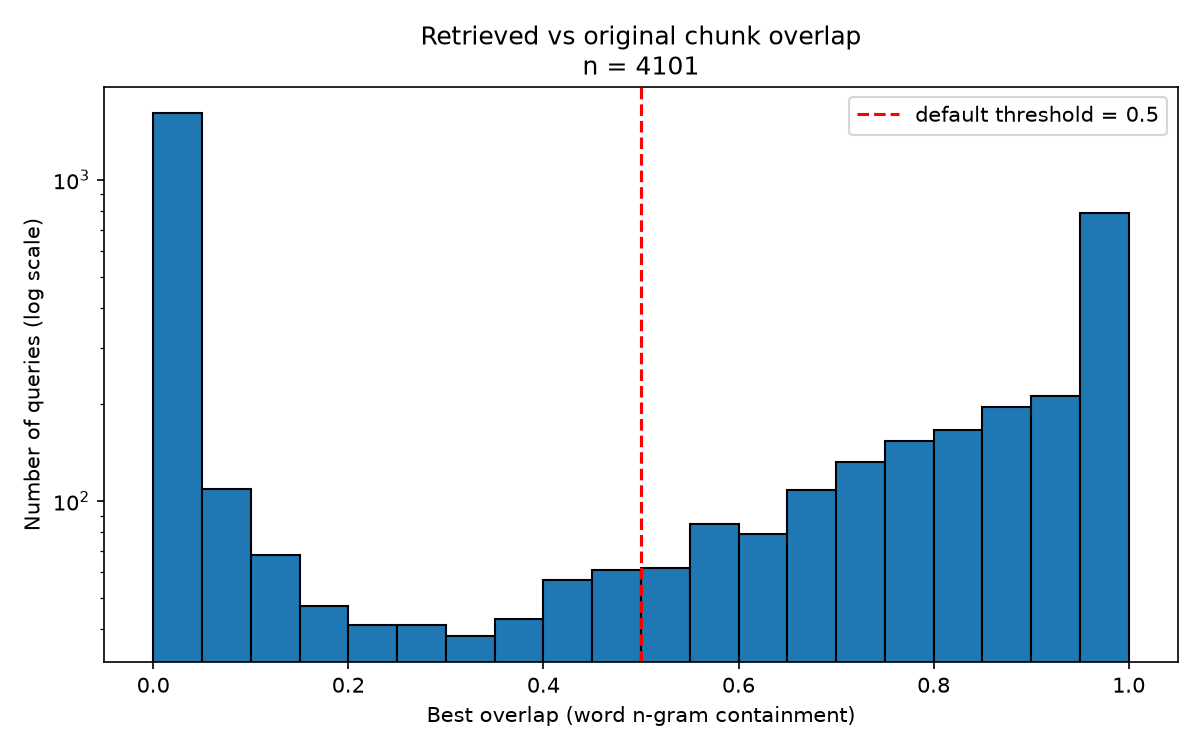 Retrieved vs original chunk overlap
n = 4101
default threshold = 0.5
Number of queries (log scale)
10³
10²
0.0 0.2 0.4 0.6 0.8 1.0
Best overlap (word n-gram containment)